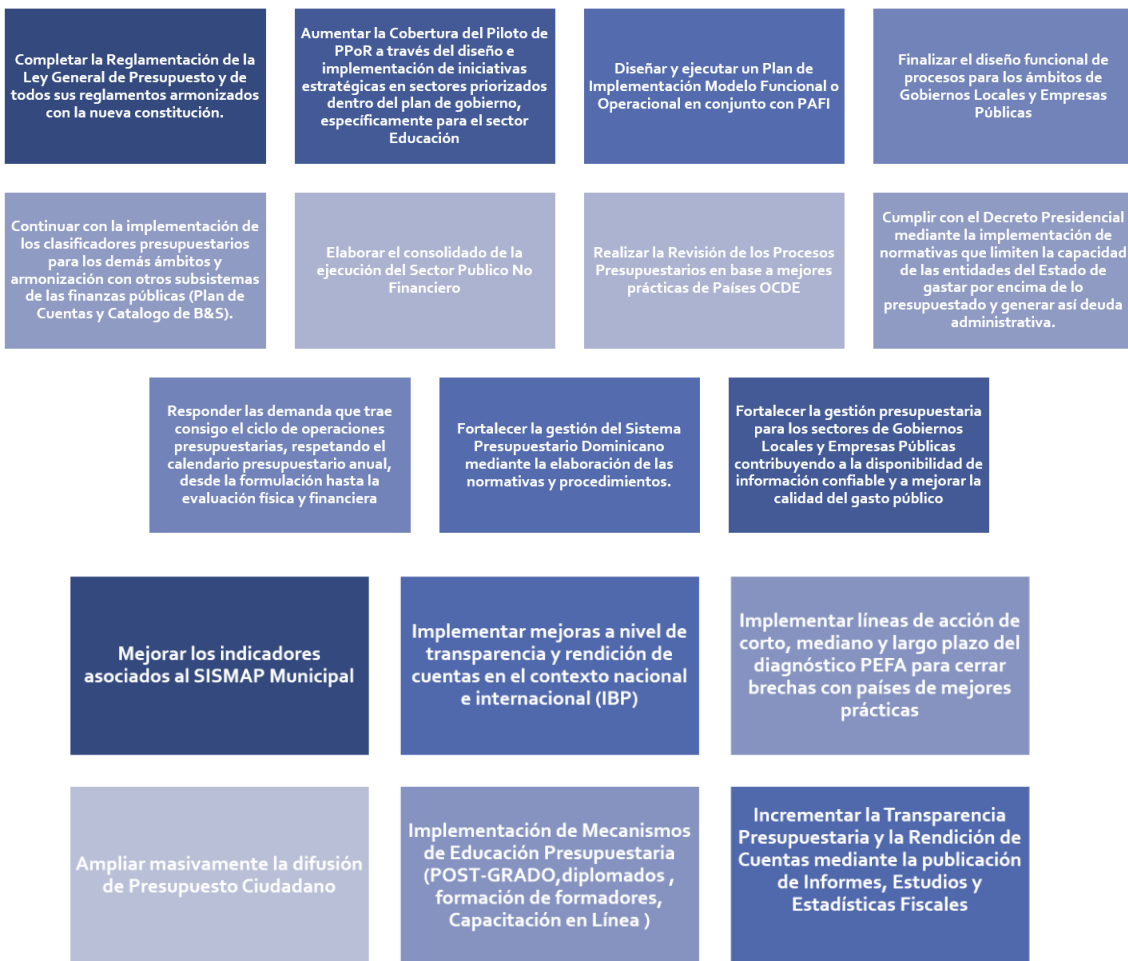 Completar la Reglamentación de la
Ley General de Presupuesto y de
todos sus reglamentos armonizados
con la nueva constitución.
Aumentar la Cobertura del Piloto de
PPoR a través del diseño e
implementación de iniciativas
estratégicas en sectores priorizados
dentro del plan de gobierno,
específicamente para el sector
Educación
Diseñar y ejecutar un Plan de
Implementación Modelo Funcional o
Operacional en conjunto con PAFI
Finalizar el diseño funcional de
procesos para los ámbitos de
Gobiernos Locales y Empresas
Públicas
Continuar con la implementación de
los clasificadores presupuestarios
para los demás ámbitos y
armonización con otros subsistemas
de las finanzas públicas (Plan de
Cuentas y Catalogo de B&S).
Elaborar el consolidado de la
ejecución del Sector Publico No
Financiero
Realizar la Revisión de los Procesos
Presupuestarios en base a mejores
prácticas de Países OCDE
Cumplir con el Decreto Presidencial
mediante la implementación de
normativas que limiten la capacidad
de las entidades del Estado de
gastar por encima de lo
presupuestado y generar así deuda
administrativa.
Responder las demanda que trae
consigo el ciclo de operaciones
presupuestarias, respetando el
calendario presupuestario anual,
desde la formulación hasta la
evaluación física y financiera
Fortalecer la gestión del Sistema
Presupuestario Dominicano
mediante la elaboración de las
normativas y procedimientos.
Fortalecer la gestión presupuestaria
para los sectores de Gobiernos
Locales y Empresas Públicas
contribuyendo a la disponibilidad de
información confiable y a mejorar la
calidad del gasto público
Mejorar los indicadores
asociados al SISMAP Municipal
Implementar mejoras a nivel de
transparencia y rendición de
cuentas en el contexto nacional
e internacional (IBP)
Implementar líneas de acción de
corto, mediano y largo plazo del
diagnóstico PEFA para cerrar
brechas con países de mejores
prácticas
Ampliar masivamente la difusión
de Presupuesto Ciudadano
Implementación de Mecanismos
de Educación Presupuestaria
(POST-GRADO,diplomados ,
formación de formadores,
Capacitación en Línea )
Incrementar la Transparencia
Presupuestaria y la Rendición de
Cuentas mediante la publicación
de Informes, Estudios y
Estadísticas Fiscales